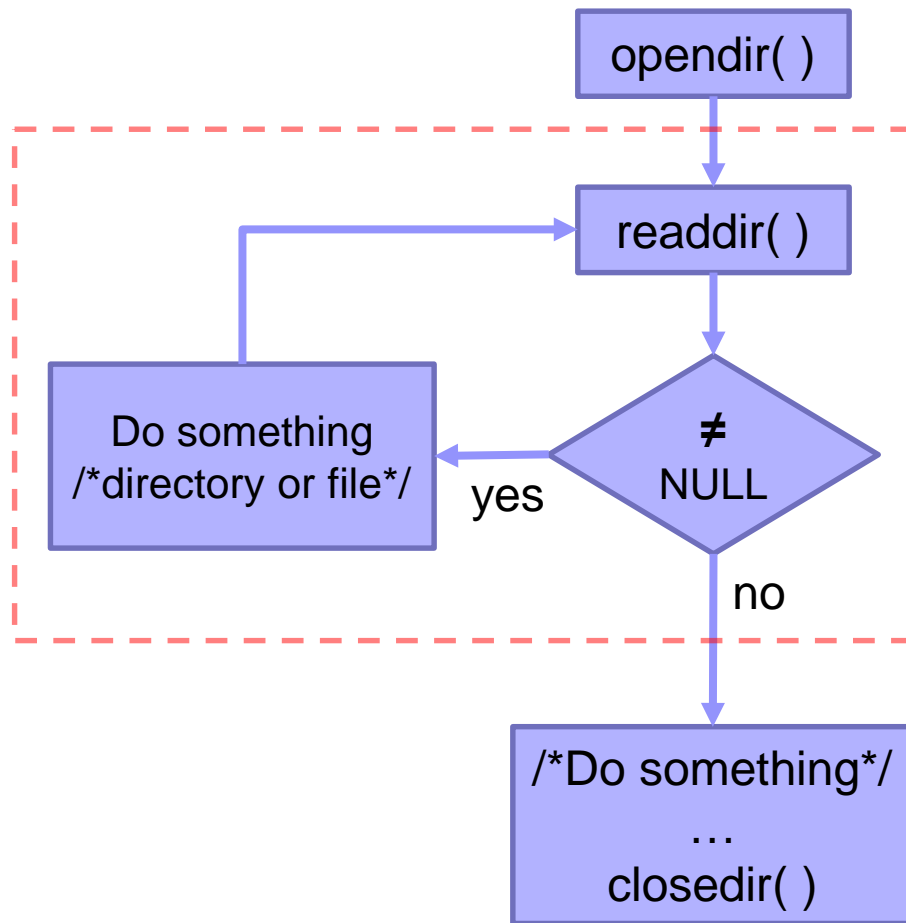 opendir( )
readdir( )
≠
NULL
Do something
/*directory or file*/
yes
no
/*Do something*/
…
closedir( )